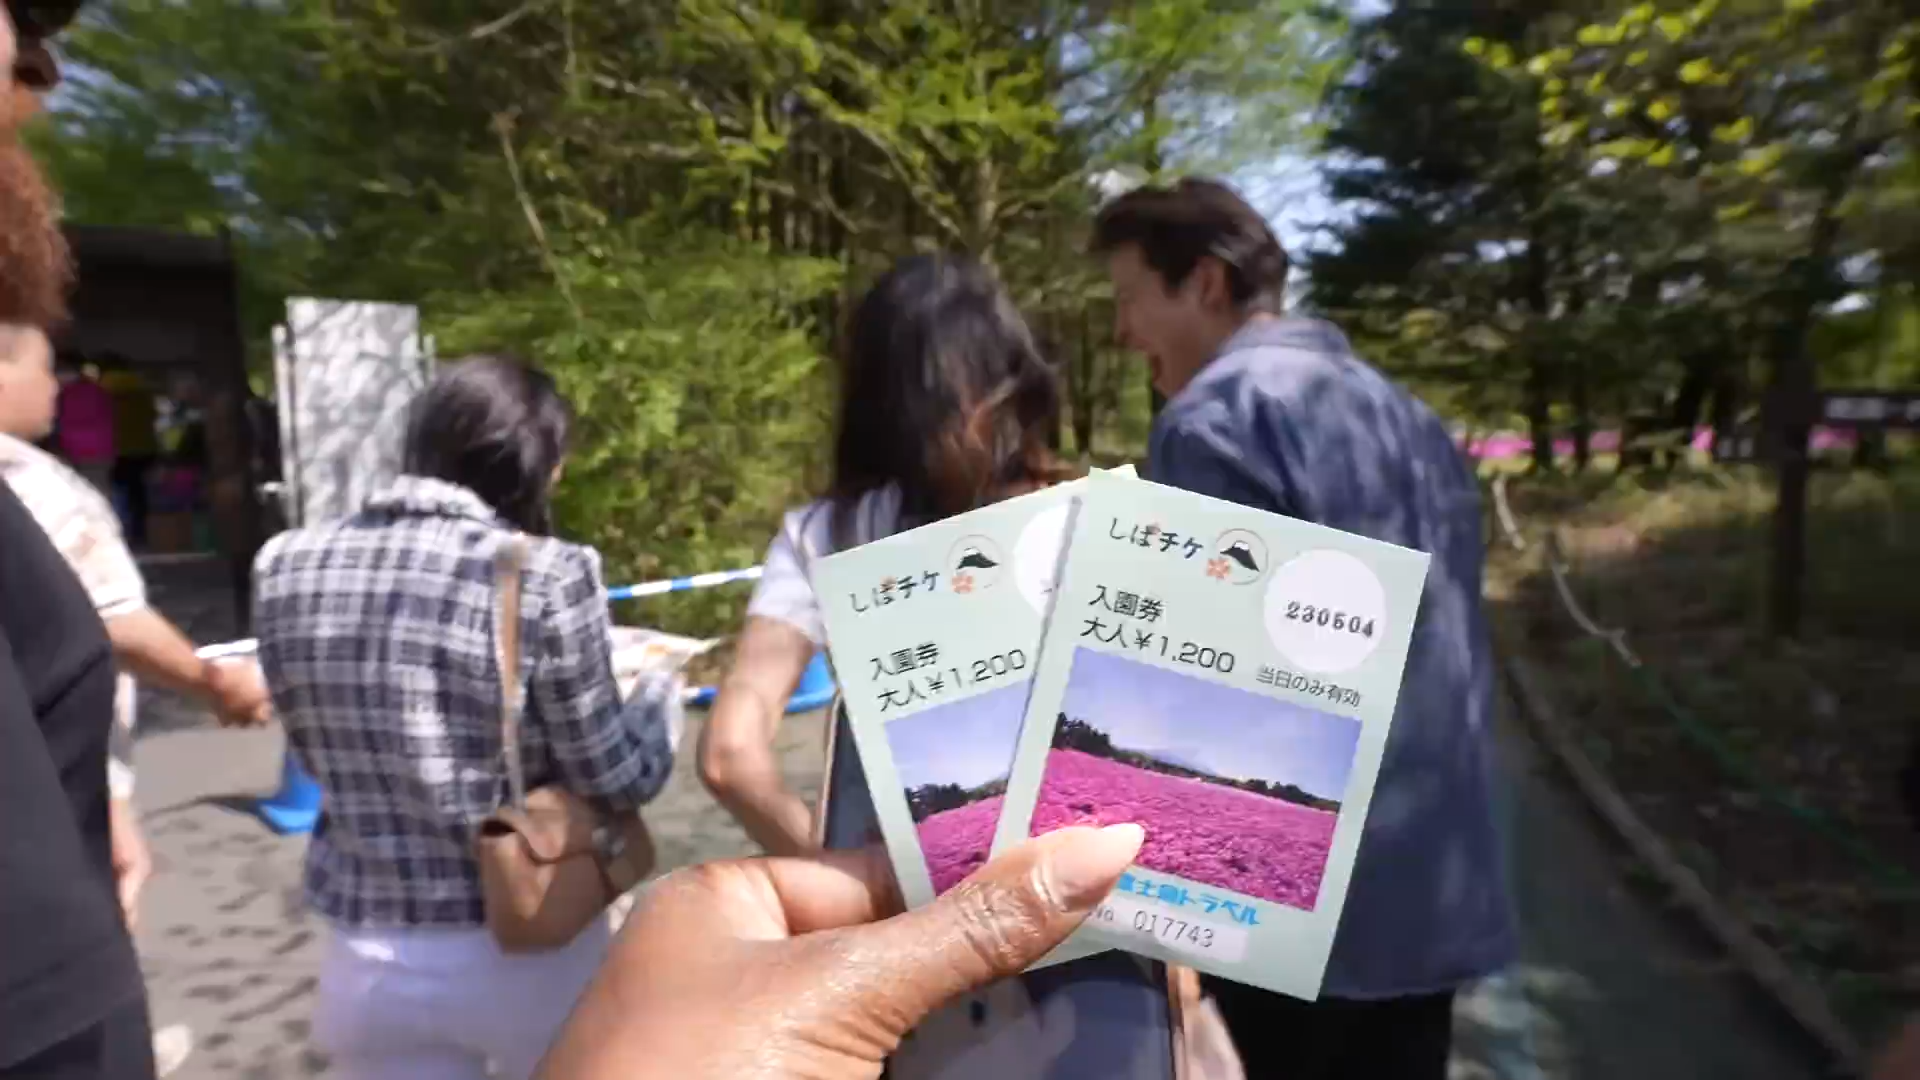 しばチケ
入園券
大人¥1,200
しばチケ
230504
入園券
大人¥1,200
当日のみ有効
士急トラベル
No. 017743